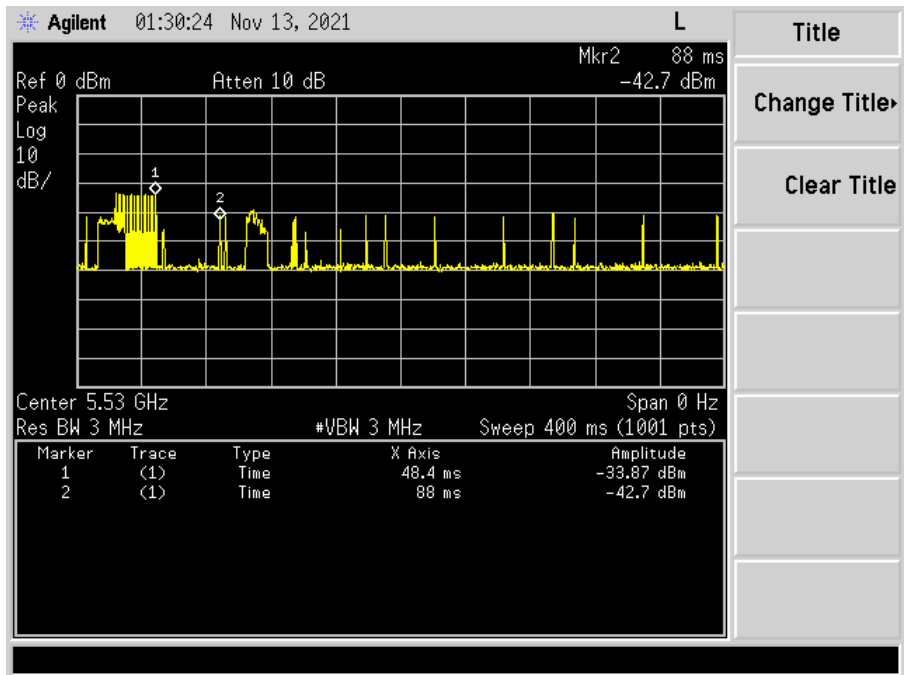 Agilent 01:30:24 Nov 13, 2021 L
Title
Mkr2 88 ms
Ref 0 dBm Atten 10 dB -42.7 dBm
Peak
Log
10
dB/
1
2
Change Title
Clear Title
Center 5.53 GHz Span 0 Hz
Res BW 3 MHz #VBW 3 MHz Sweep 400 ms (1001 pts)
Marker Trace Type X Axis Amplitude
1 (1) Time 48.4 ms -33.87 dBm
2 (1) Time 88 ms -42.7 dBm